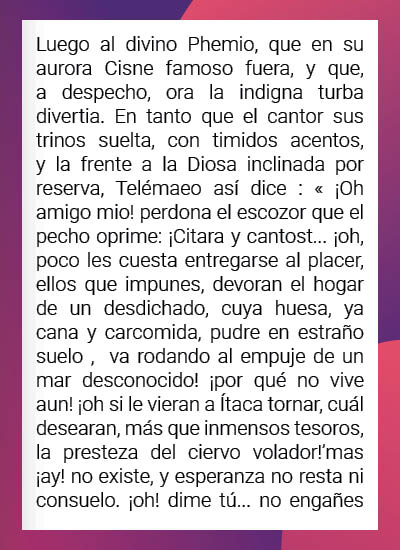 Luego al divino Phemio, que en su
aurora Cisne famoso fuera, y que,
a despecho, ora la indigna turba
divertia. En tanto que el cantor sus
trinos suelta, con timidos acentos,
y la frente a la Diosa inclinada por
reserva, Telémaeo así dice : « ¡Oh
amigo mio! perdona el escozor que el
pecho oprime: ¡Citara y cantost... ¡oh,
poco les cuesta entregarse al placer,
ellos que impunes, devoran el hogar
de un desdichado, cuya huesa, ya
cana y carcomida, pudre en estraño
suelo ,  va rodando al empuje de un
mar desconocido! ¡por qué no vive
aun! ¡oh si le vieran a Ítaca tornar, cuál
desearan, más que inmensos tesoros,
la presteza del ciervo volador!’mas
¡ay! no existe, y esperanza no resta ni
consuelo. ¡oh! dime tú... no engañes